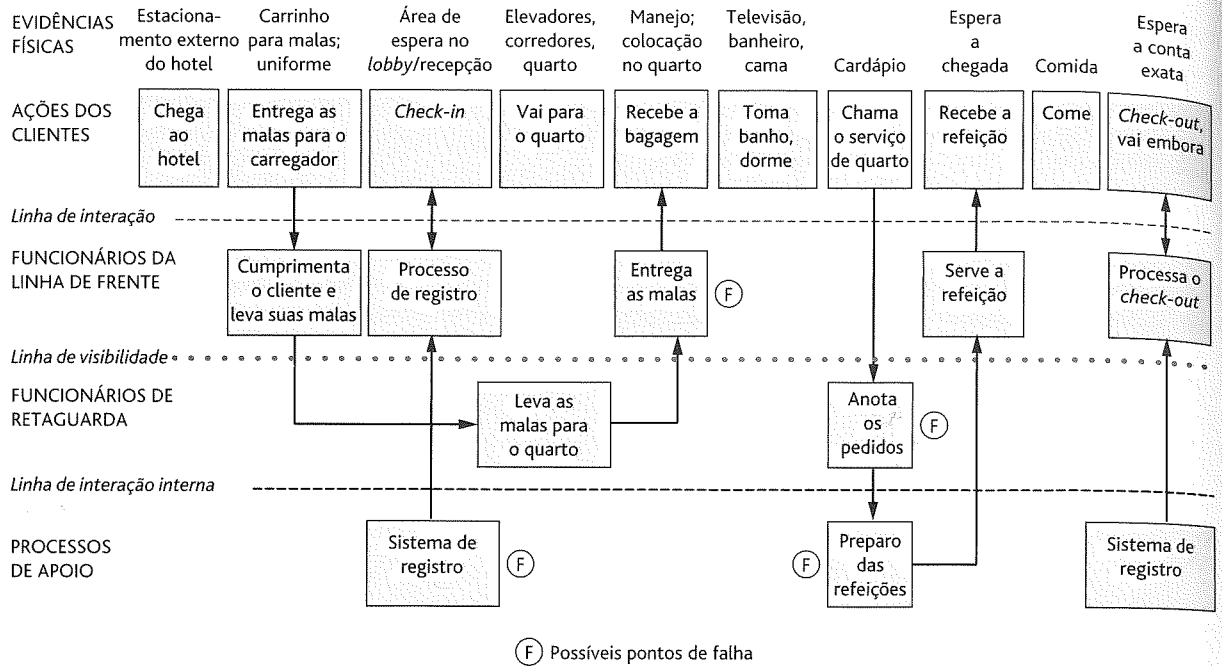 EVIDÊNCIAS
FÍSICAS
Estaciona-
mento externo
do hotel
Carrinho
para malas;
uniforme
Área de
espera no
lobby/recepção
Elevadores,
corredores,
quarto
Manejo;
colocação
no quarto
Televisão,
banheiro,
cama
Cardápio
Espera
a
chegada
Comida
Espera
a conta
exata
AÇÕES DOS
CLIENTES
Chega
ao
hotel
Entrega as
malas para o
carregador
Check-in
Vai para
o quarto
Recebe a
bagagem
Toma
banho,
dorme
Chama
o serviço
de quarto
Recebe a
refeição
Come
Check-out,
vai embora
Linha de interação
FUNCIONÁRIOS DA
LINHA DE FRENTE
Cumprimenta
o cliente e
leva suas malas
Processo
de registro
Entrega
as malas
F
Serve a
refeição
Processa o
check-out
Linha de visibilidade
FUNCIONÁRIOS DE
RETAGUARDA
Leva as
malas para
o quarto
Anota
os
pedidos
F
Linha de interação interna
PROCESSOS
DE APOIO
Sistema de
registro
F
F
Preparo
das
refeições
Sistema de
registro
F Possíveis pontos de falha